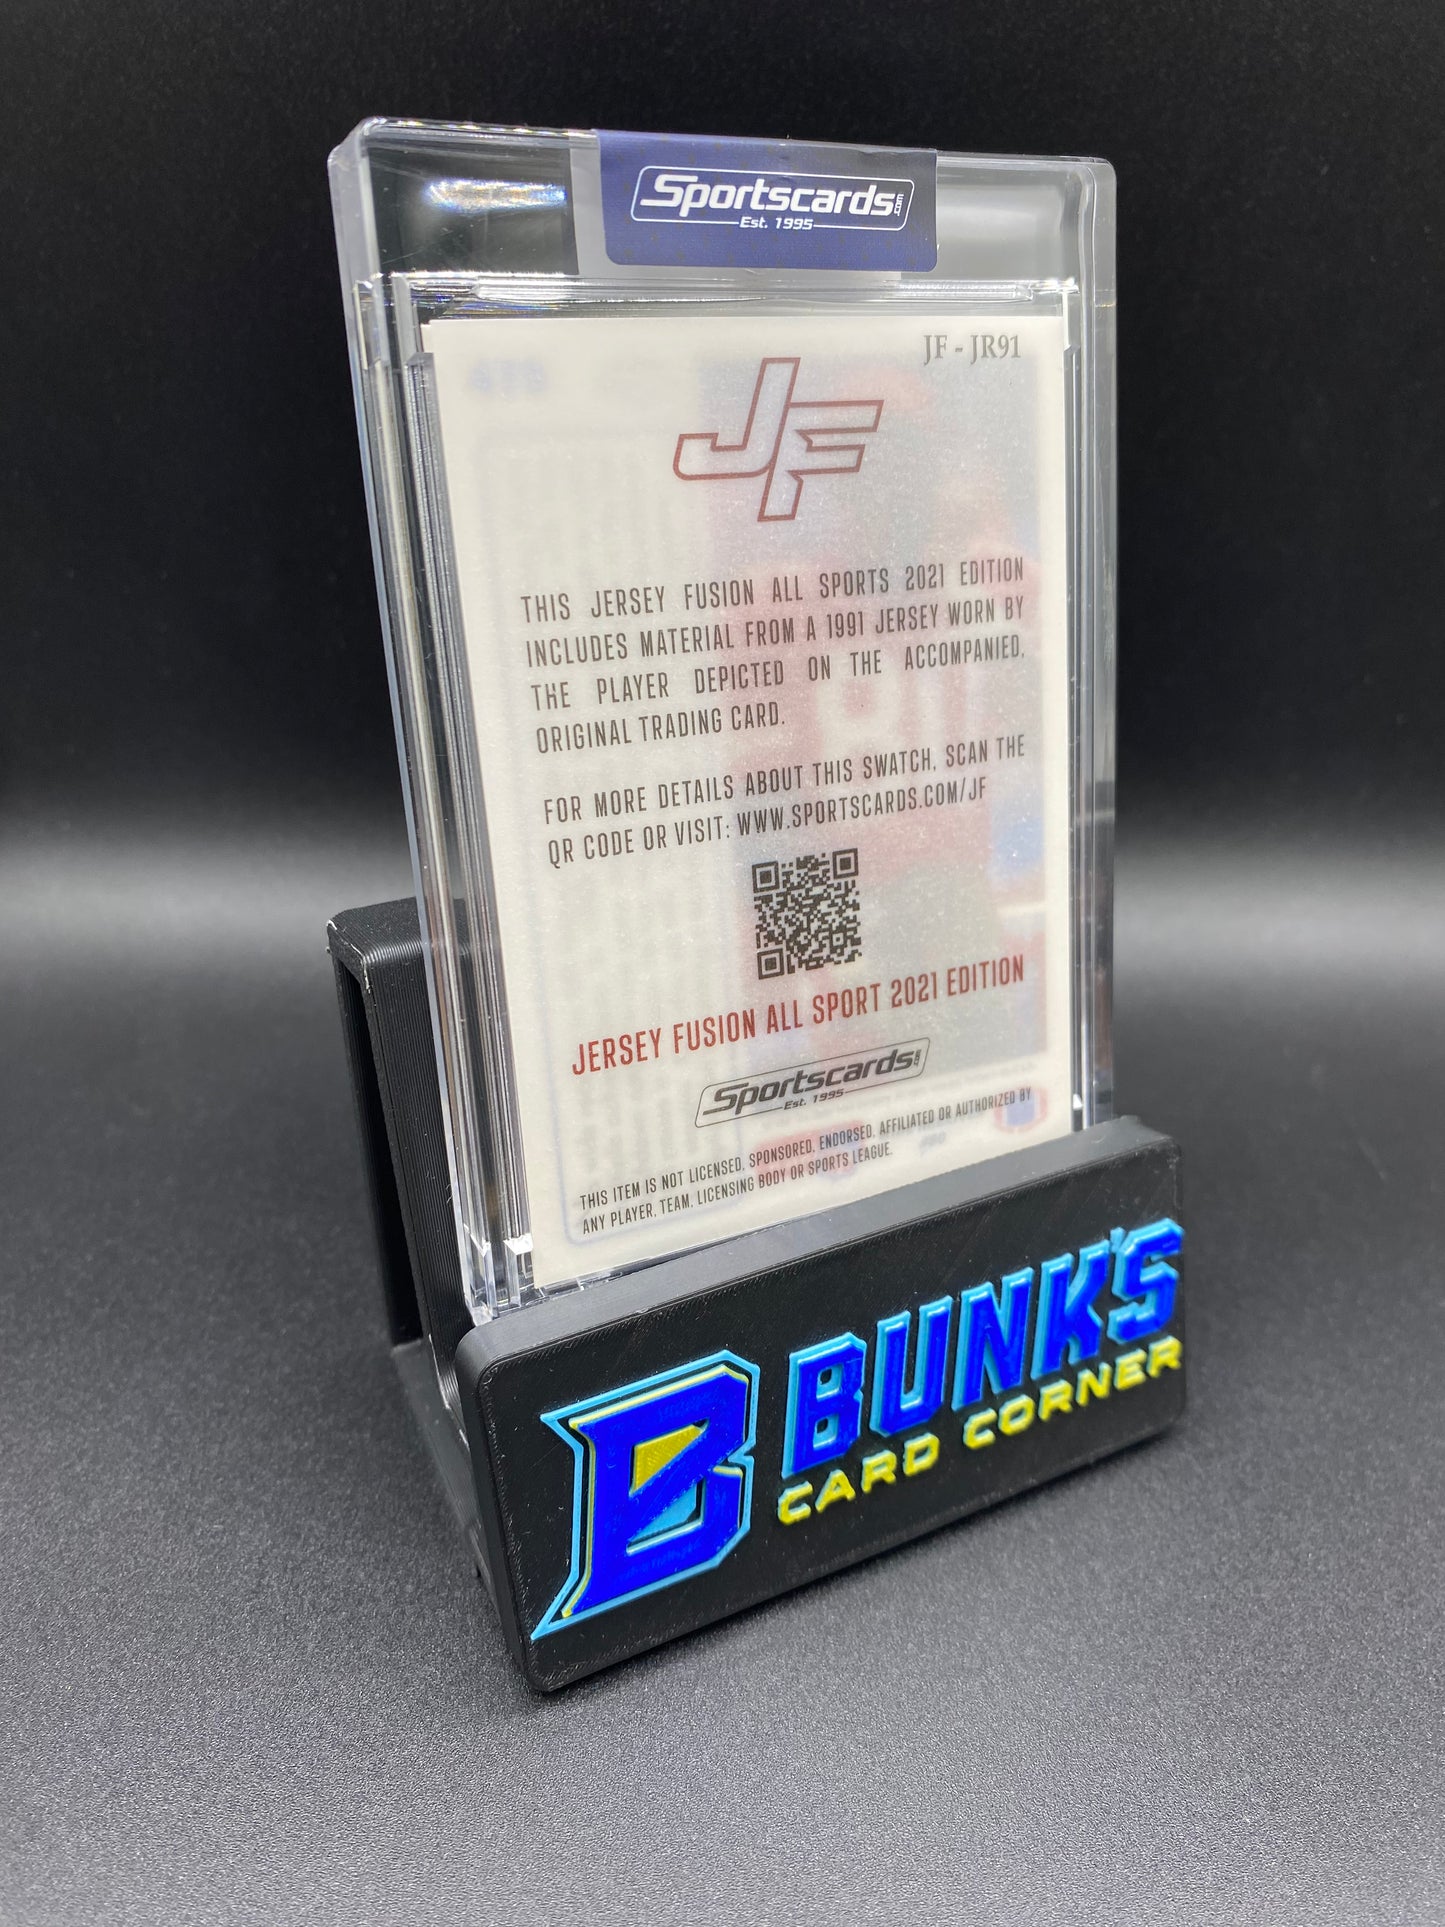 Sportscards.com
Est. 1995
JF - JR91
JF
THIS JERSEY FUSION ALL SPORTS 2021 EDITION
INCLUDES MATERIAL FROM A 1991 JERSEY WORN BY
THE PLAYER DEPICTED ON THE ACCOMPANIED,
ORIGINAL TRADING CARD.
FOR MORE DETAILS ABOUT THIS SWATCH, SCAN THE
QR CODE OR VISIT: WWW.SPORTSCARDS.COM/JF
JERSEY FUSION ALL SPORT 2021 EDITION
Sportscards.com
Est. 1995
THIS ITEM IS NOT LICENSED, SPONSORED, ENDORSED, AFFILIATED OR AUTHORIZED BY
ANY PLAYER, TEAM, LICENSING BODY OR SPORTS LEAGUE.
B BUNK'S
CARD CORNER